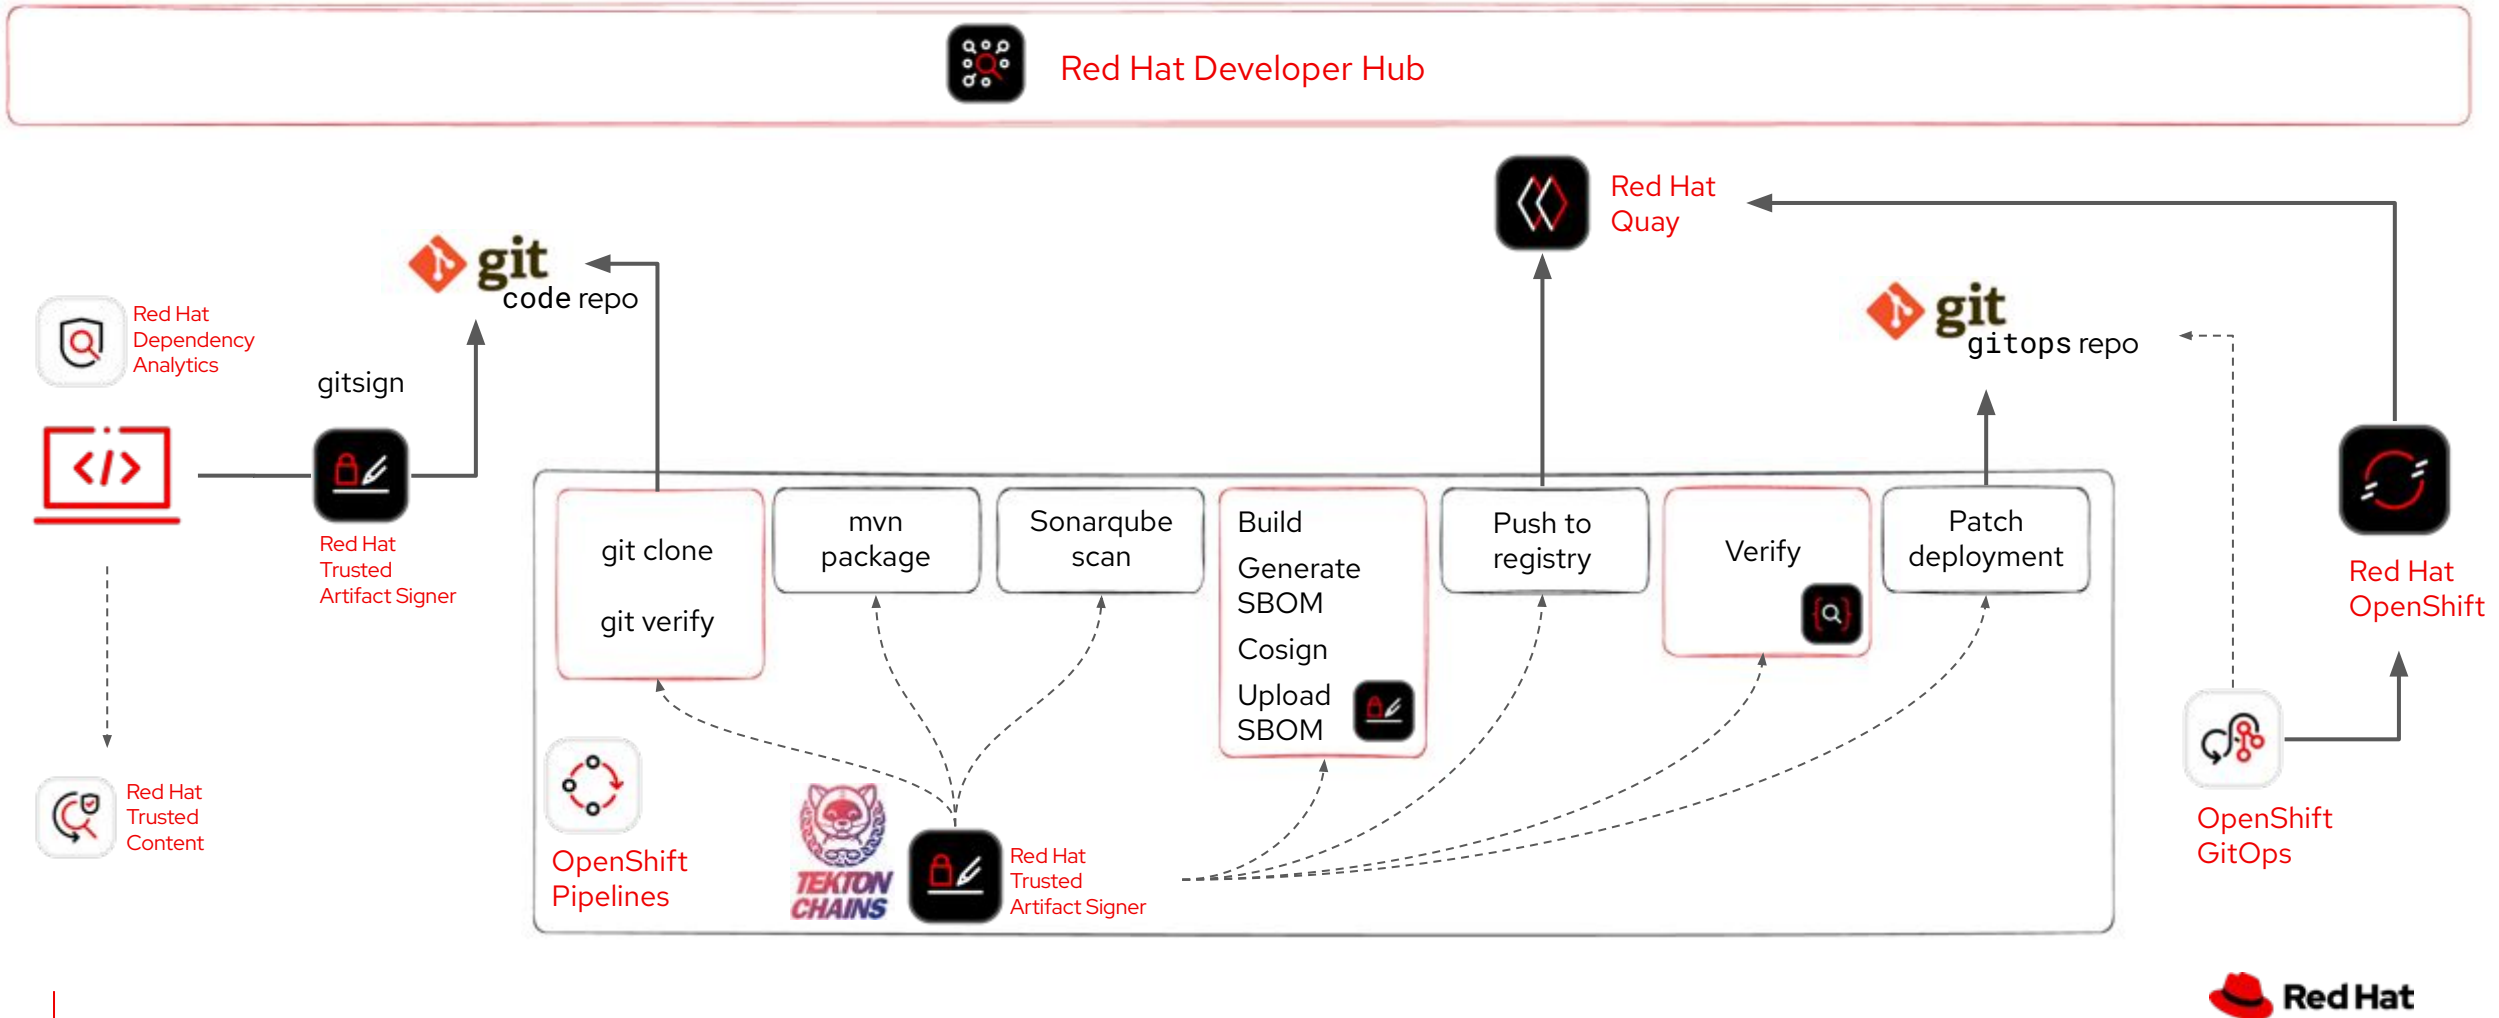 Red Hat Developer Hub
Red Hat
Quay
git
code repo
git
gitops repo
Red Hat
Dependency
Analytics
gitsign
</>
Red Hat
Trusted
Artifact Signer
Red Hat
Trusted
Content
git clone
git verify
mvn
package
Sonarqube
scan
Build
Generate
SBOM
Cosign
Upload
SBOM
Push to
registry
Verify
Patch
deployment
OpenShift
Pipelines
TEKTON
CHAINS
Red Hat
Trusted
Artifact Signer
Red Hat
OpenShift
OpenShift
GitOps
Red Hat